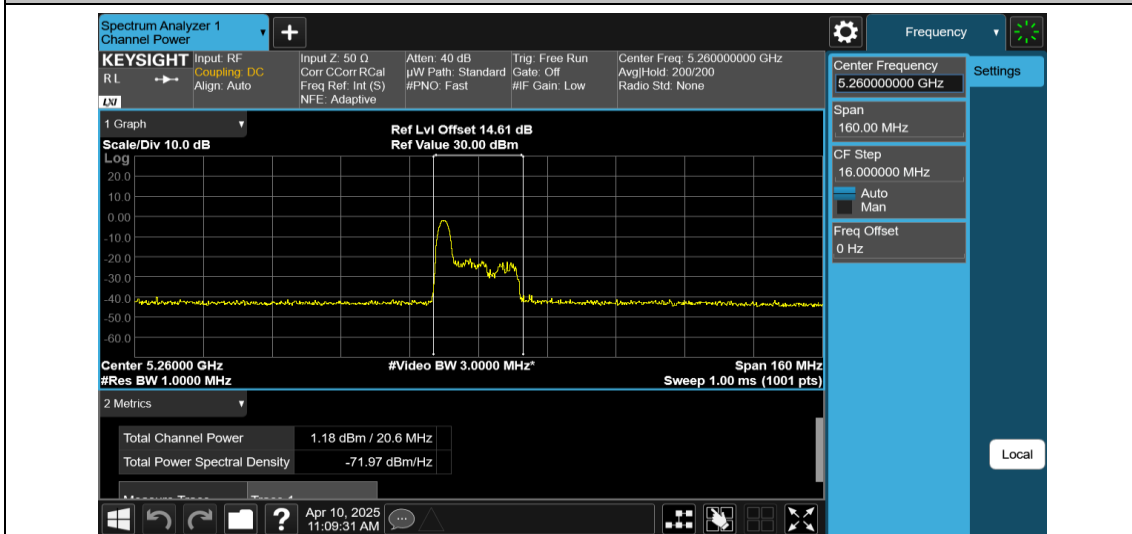 Spectrum Analyzer 1
Channel Power
Frequency
KEYSIGHT
R L
LXI
Input: RF
Coupling: DC
Align: Auto
Input Z: 50 Ω
Corr CCorr RCal
Freq Ref: Int (S)
NFE: Adaptive
Atten: 40 dB
µW Path: Standard
#PNO: Fast
Trig: Free Run
Gate: Off
#IF Gain: Low
Center Freq: 5.260000000 GHz
Avg|Hold: 200/200
Radio Std: None
Center Frequency
5.260000000 GHz
Settings
Span
160.00 MHz
CF Step
16.000000 MHz
Auto
Man
Freq Offset
0 Hz
1 Graph
Scale/Div 10.0 dB
Ref Lvl Offset 14.61 dB
Ref Value 30.00 dBm
Log
20.0
10.0
0.00
-10.0
-20.0
-30.0
-40.0
-50.0
-60.0
Center 5.26000 GHz
#Video BW 3.0000 MHz*
Span 160 MHz
#Res BW 1.0000 MHz
Sweep 1.00 ms (1001 pts)
2 Metrics
Total Channel Power 1.18 dBm / 20.6 MHz
Total Power Spectral Density -71.97 dBm/Hz
Local
Apr 10, 2025
11:09:31 AM